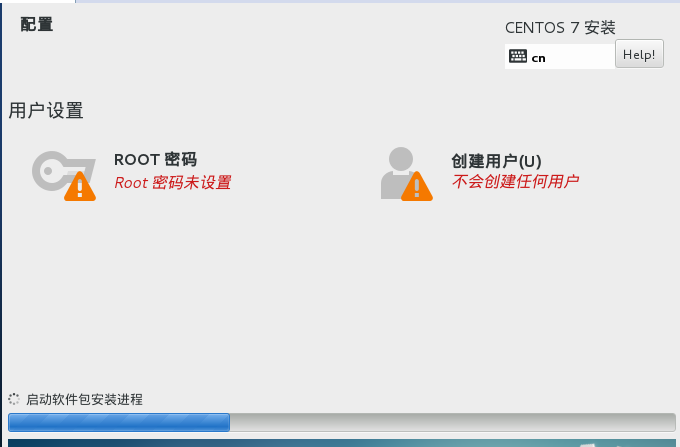 配置
CENTOS 7 安装
cn
Help!
用户设置
ROOT 密码
Root 密码未设置
创建用户(U)
不会创建任何用户
启动软件包安装进程